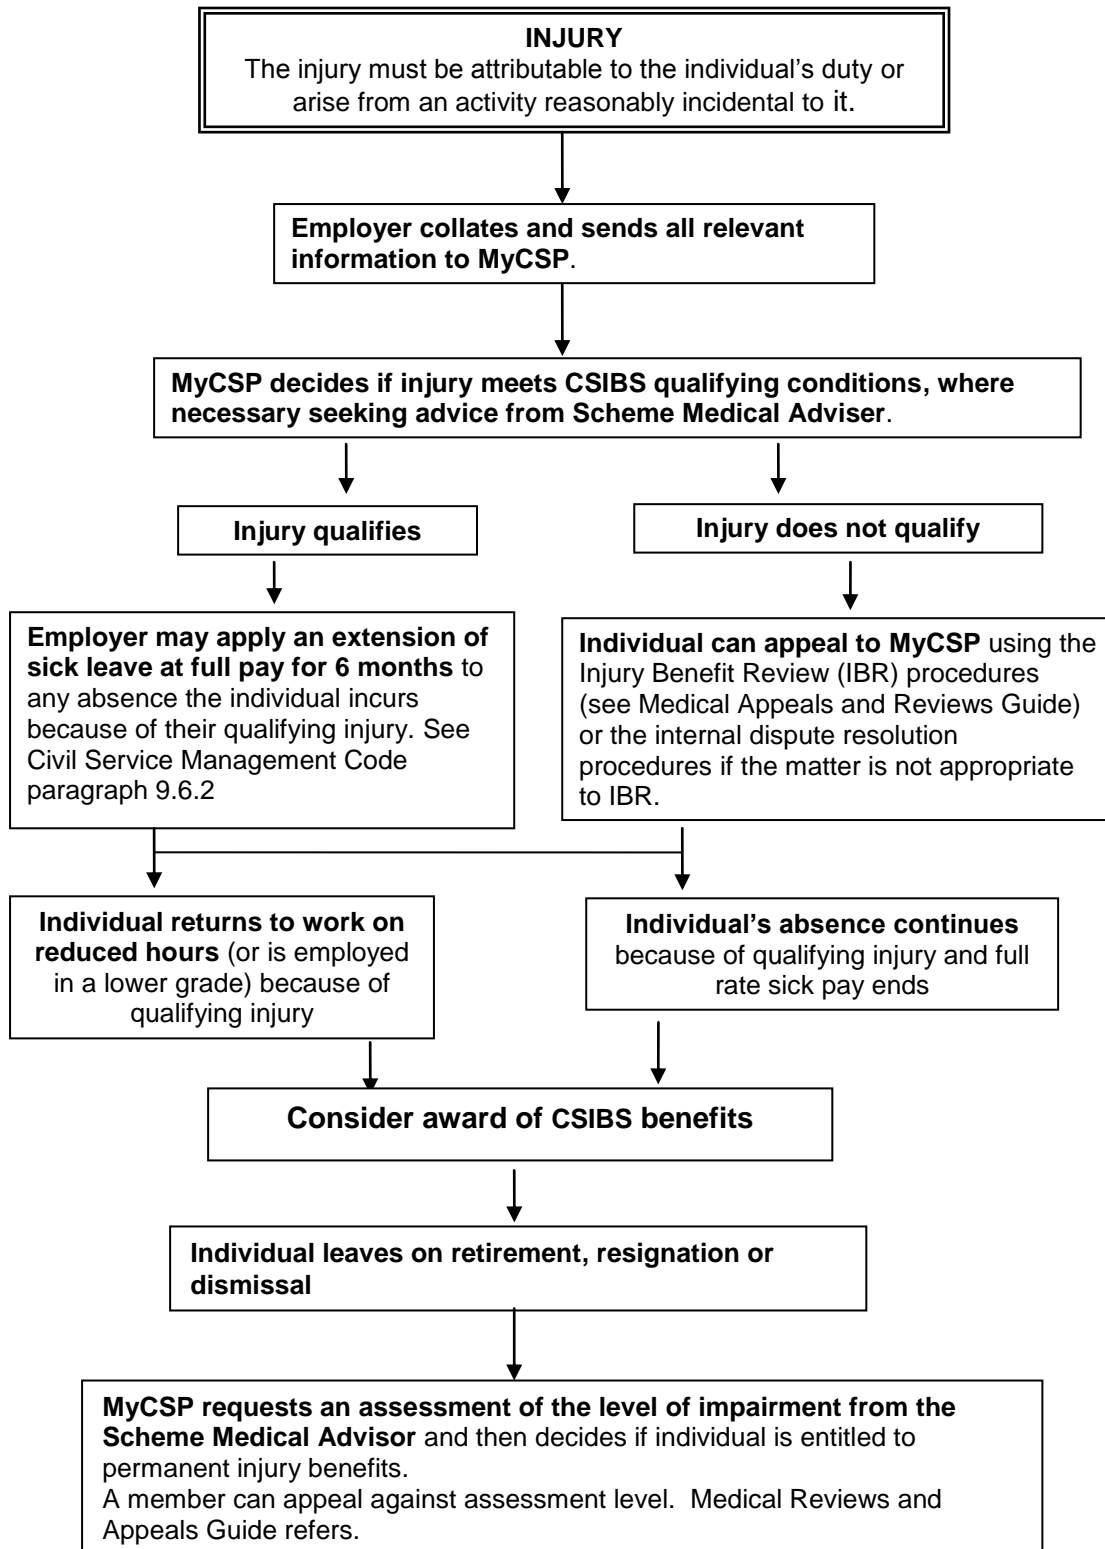 INJURY
The injury must be attributable to the individual's duty or
arise from an activity reasonably incidental to it.
Employer collates and sends all relevant
information to MyCSP.
MyCSP decides if injury meets CSIBS qualifying conditions, where
necessary seeking advice from Scheme Medical Adviser.
Injury qualifies
Injury does not qualify
Employer may apply an extension of
sick leave at full pay for 6 months to
any absence the individual incurs
because of their qualifying injury. See
Civil Service Management Code
paragraph 9.6.2
Individual can appeal to MyCSP using the
Injury Benefit Review (IBR) procedures
(see Medical Appeals and Reviews Guide)
or the internal dispute resolution
procedures if the matter is not appropriate
to IBR.
Individual returns to work on
reduced hours (or is employed
in a lower grade) because of
qualifying injury
Individual's absence continues
because of qualifying injury and full
rate sick pay ends
Consider award of CSIBS benefits
Individual leaves on retirement, resignation or
dismissal
MyCSP requests an assessment of the level of impairment from the
Scheme Medical Advisor and then decides if individual is entitled to
permanent injury benefits.
A member can appeal against assessment level.  Medical Reviews and
Appeals Guide refers.